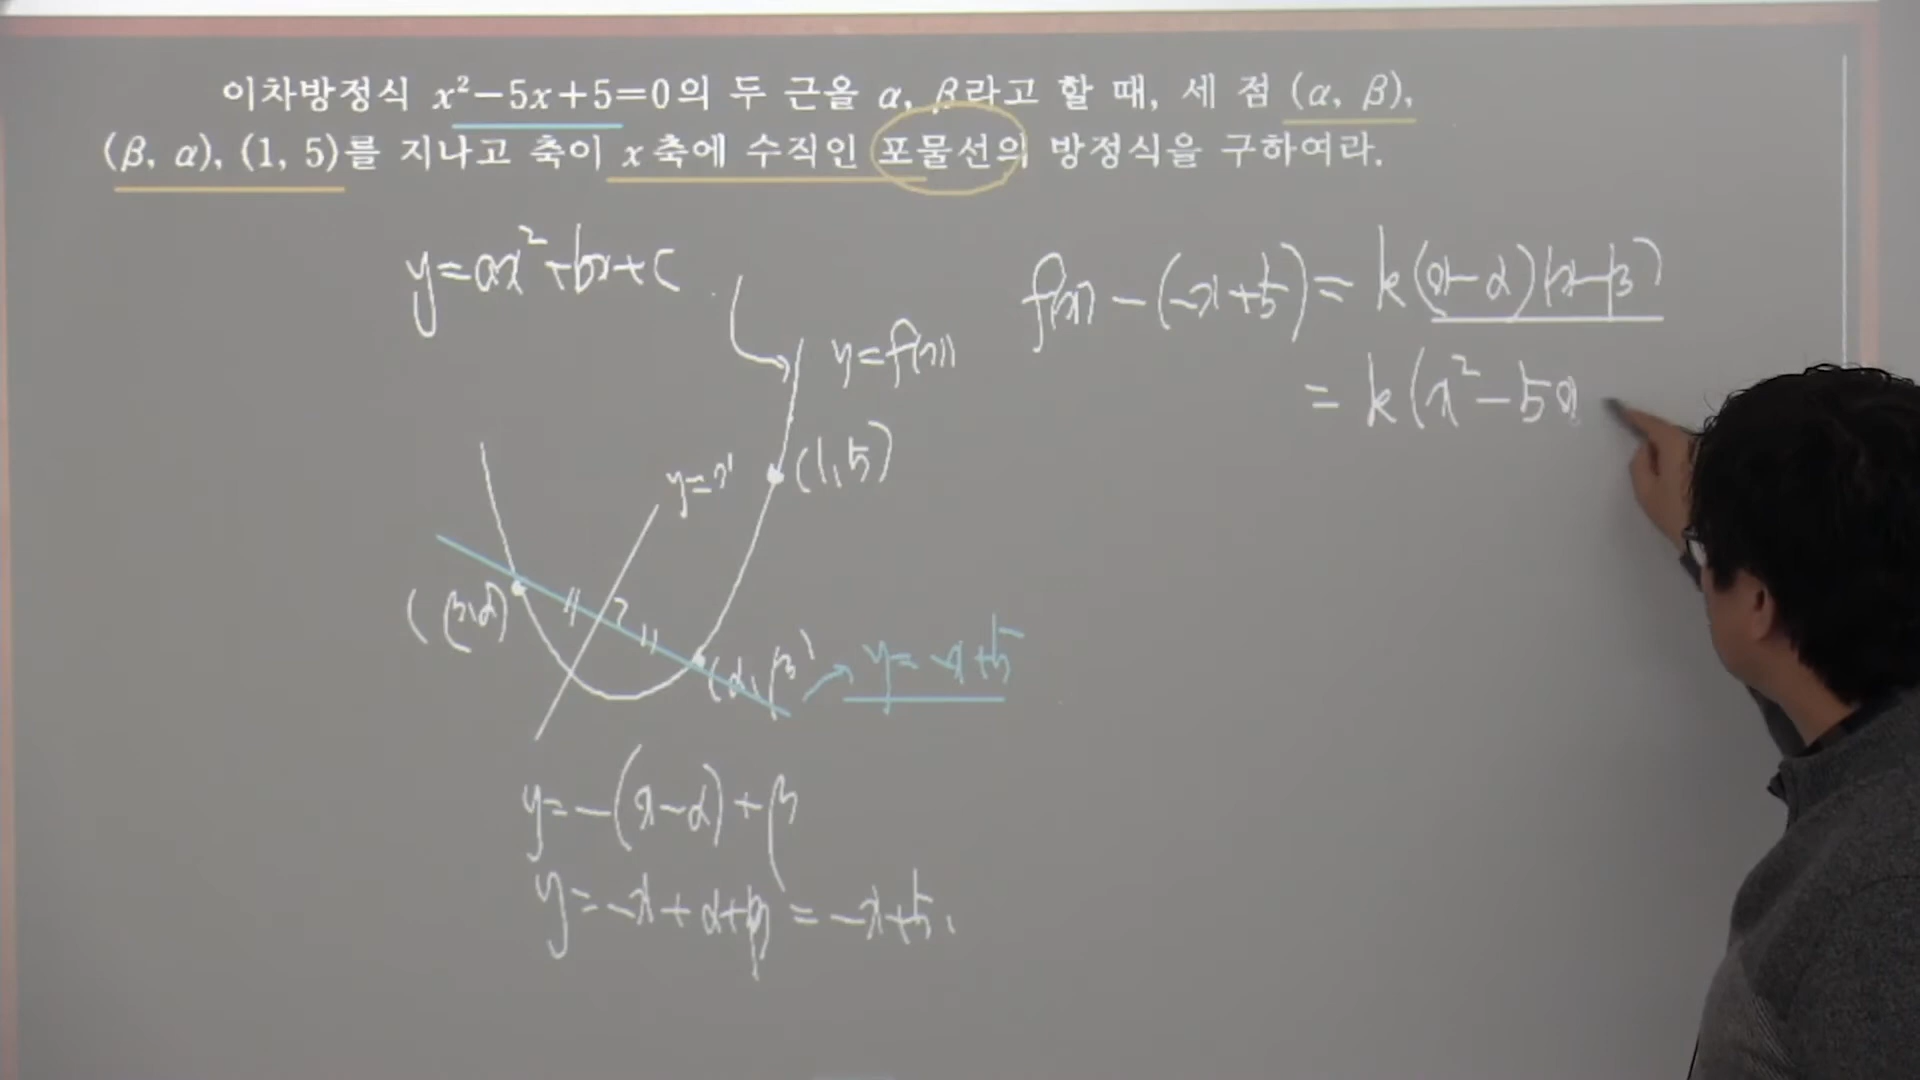 이차방정식 x²−5x+5=0의 두 근을 α, β라고 할 때, 세 점 (α, β),
(β, α), (1, 5)를 지나고 축이 x축에 수직인 포물선의 방정식을 구하여라.
y=ax²+bx+c
y=f(x)
(1, 5)
y=x
(β, α)
(α, β)
y=-x+5
y=-(x-α)+β
y=-x+α+β=-x+5.
f(x)-(-x+5)=k(x-α)(x-β)
=k(x²-5x